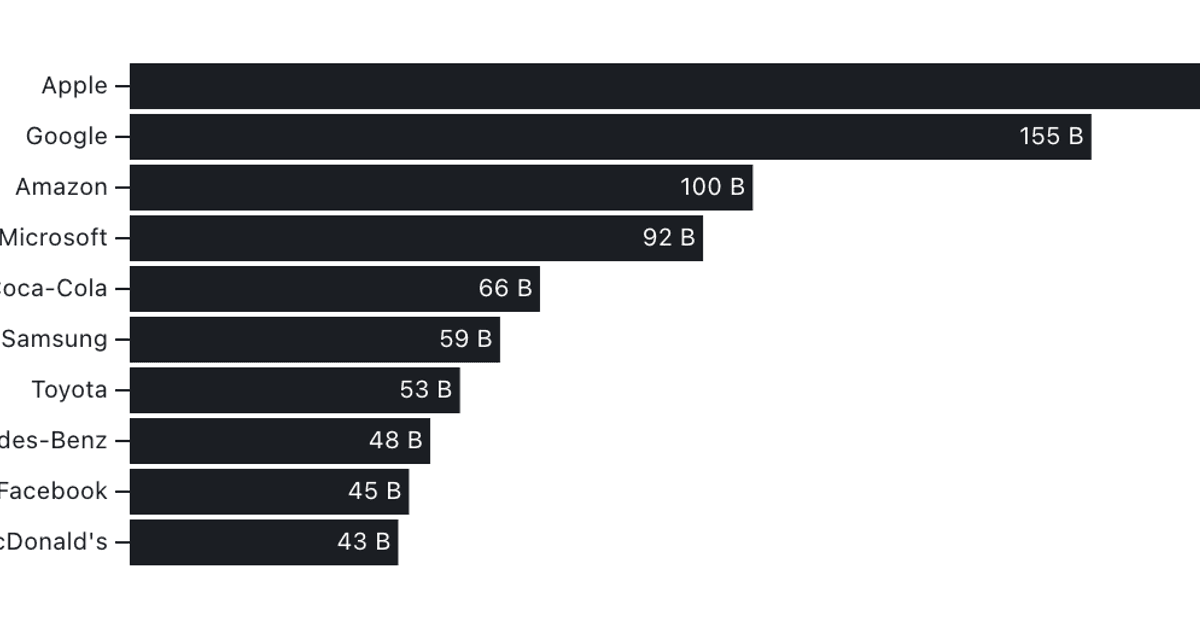 Apple
Google 155 B
Amazon 100 B
Microsoft 92 B
oca-Cola 66 B
Samsung 59 B
Toyota 53 B
des-Benz 48 B
Facebook 45 B
cDonald's 43 B